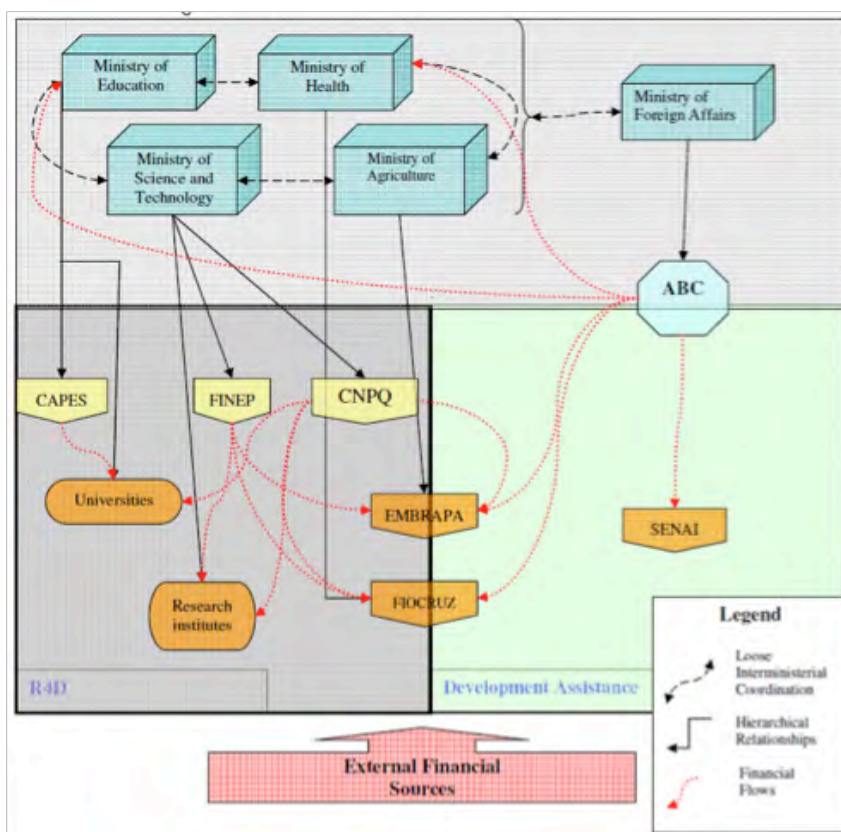 Ministry of
Education
Ministry of
Health
Ministry of
Foreign Affairs
Ministry of
Science and
Technology
Ministry of
Agriculture
ABC
CAPES
FINEP
CNPQ
Universities
EMBRAPA
SENAI
Research
institutes
FIOCRUZ
Legend
Loose
Interministerial
Coordination
Hierarchical
Relationships
Financial
Flows
R4D
Development Assistance
External Financial
Sources